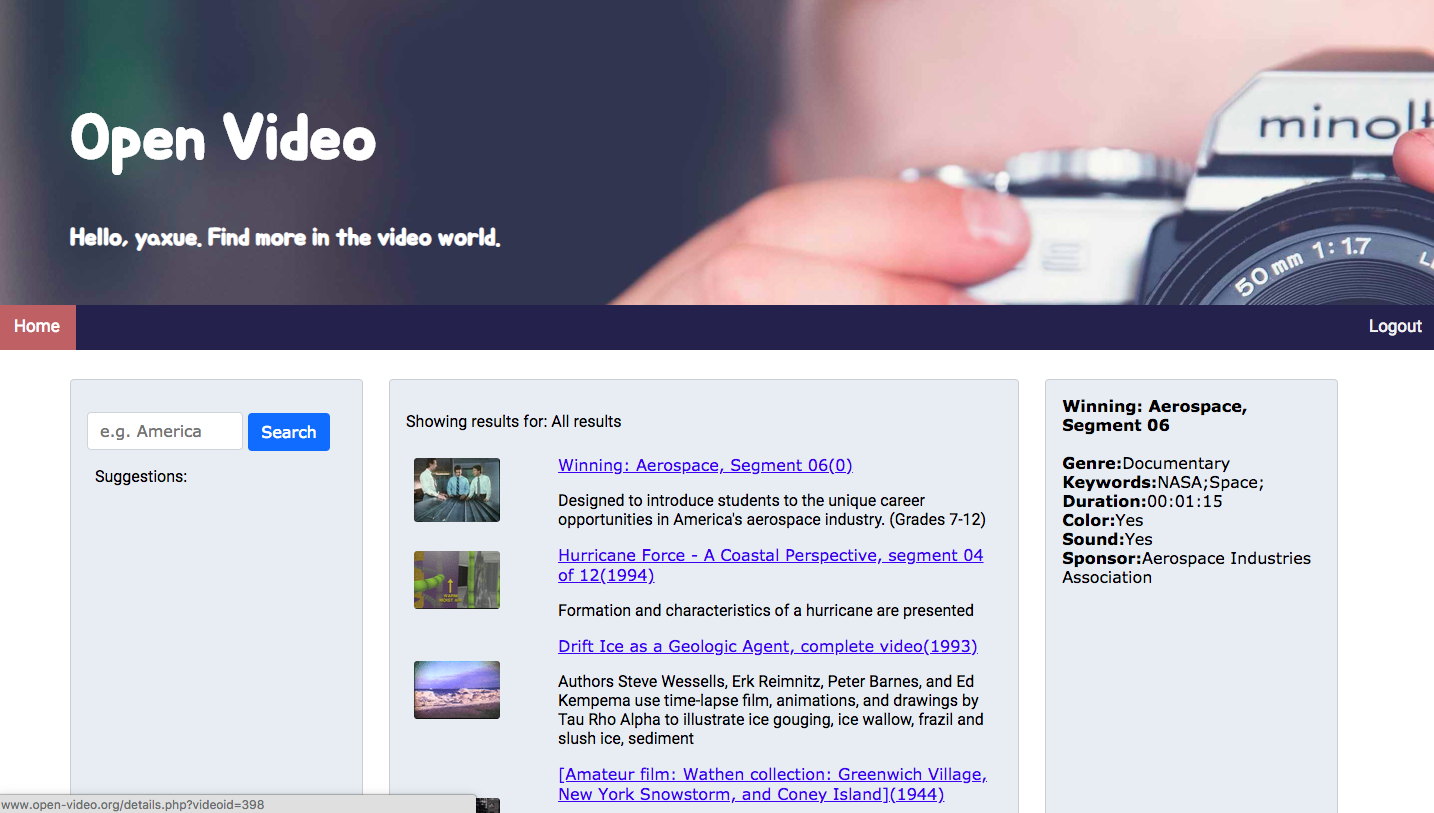 Open Video
minolt
Hello, yaxue. Find more in the video world.
50 mm 1:1.7
Home
Logout
e.g. America
Search
Suggestions:
Showing results for: All results
Winning: Aerospace, Segment 06(0)
Designed to introduce students to the unique career
opportunities in America's aerospace industry. (Grades 7-12)
Hurricane Force - A Coastal Perspective, segment 04
of 12(1994)
Formation and characteristics of a hurricane are presented
Drift Ice as a Geologic Agent, complete video(1993)
Authors Steve Wessells, Erk Reimnitz, Peter Barnes, and Ed
Kempema use time-lapse film, animations, and drawings by
Tau Rho Alpha to illustrate ice gouging, ice wallow, frazil and
slush ice, sediment
[Amateur film: Wathen collection: Greenwich Village,
New York Snowstorm, and Coney Island](1944)
Winning: Aerospace,
Segment 06
Genre:Documentary
Keywords:NASA;Space;
Duration:00:01:15
Color:Yes
Sound:Yes
Sponsor:Aerospace Industries
Association
www.open-video.org/details.php?videoid=398